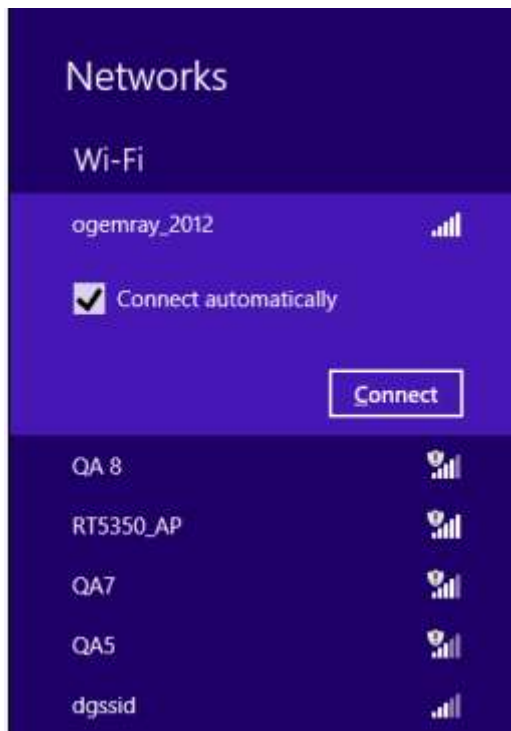 Networks
Wi-Fi
ogemray_2012
Connect automatically
Connect
QA 8
RT5350_AP
QA7
QA5
dgssid